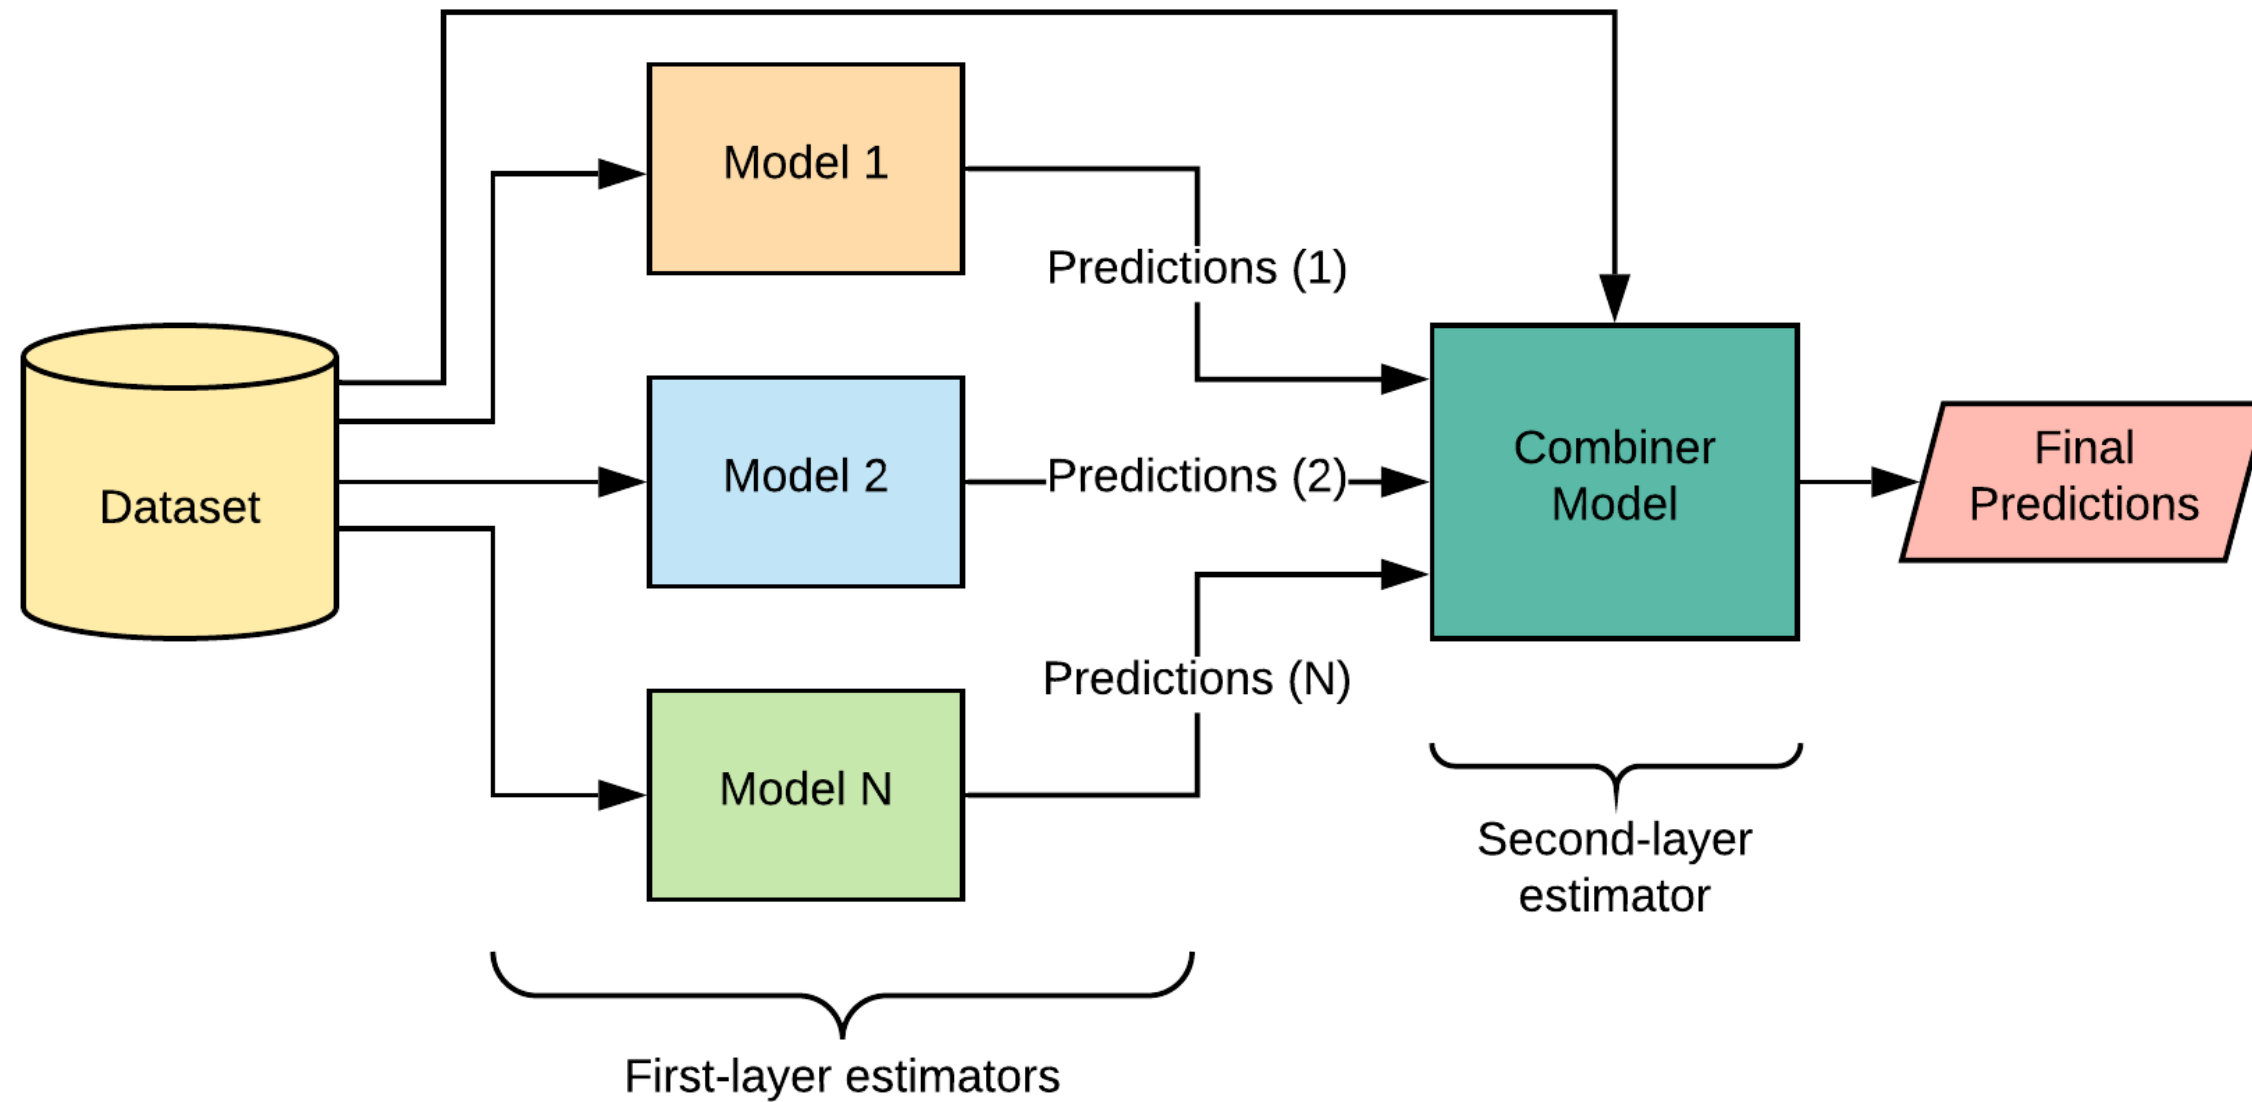 Model 1
Predictions (1)
Dataset
Model 2
Predictions (2)
Combiner
Model
Final
Predictions
Predictions (N)
Model N
Second-layer
estimator
First-layer estimators